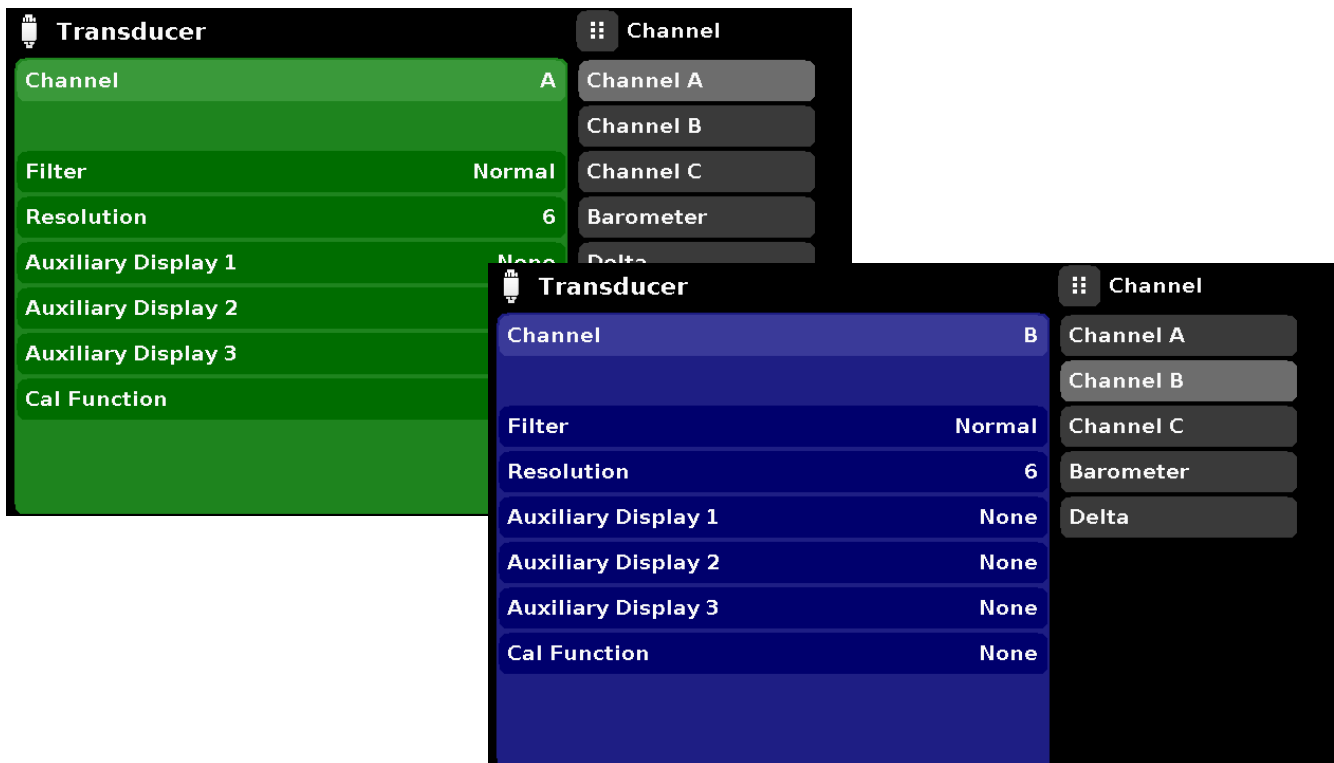 Transducer
Channel
Channel A
Channel A
Channel B
Filter Normal
Channel C
Resolution 6
Barometer
Auxiliary Display 1 None
Delta
Auxiliary Display 2
Auxiliary Display 3
Cal Function
Transducer
Channel
Channel B
Channel A
Channel B
Filter Normal
Channel C
Resolution 6
Barometer
Auxiliary Display 1 None
Delta
Auxiliary Display 2 None
Auxiliary Display 3 None
Cal Function None